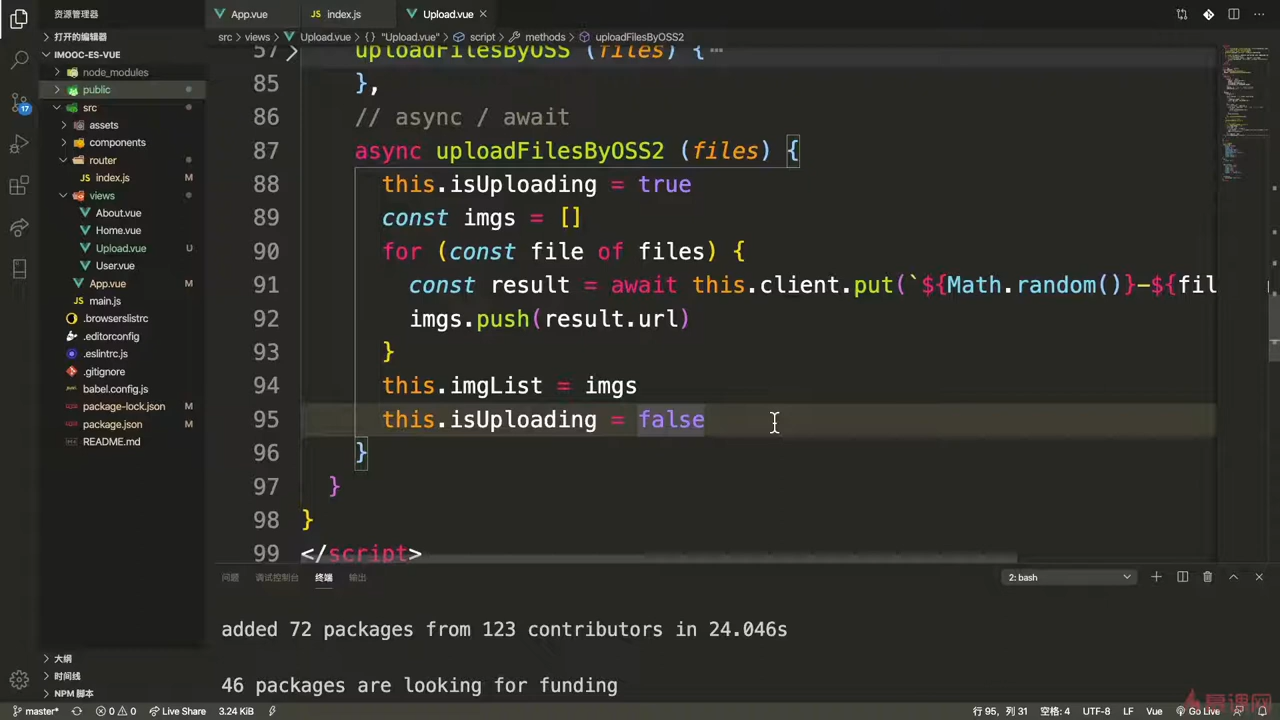 资源管理器
App.vue
index.js
Upload.vue
打开的编辑器
src > views > Upload.vue > {} "Upload.vue" > script > methods > uploadFilesByOSS2
IMOOC-ES-VUE
node_modules
public
src
assets
components
router
index.js M
views
About.vue
Home.vue
Upload.vue U
User.vue
App.vue M
main.js
.browserslistrc
.editorconfig
.eslintrc.js
.gitignore
babel.config.js
package-lock.json M
package.json M
README.md
17
57 uploadFilesByOSS (files) {
85 },
86 // async / await
87 async uploadFilesByOSS2 (files) {
88 this.isUploading = true
89 const imgs = []
90 for (const file of files) {
91 const result = await this.client.put(`${Math.random()}-${fil
92 imgs.push(result.url)
93 }
94 this.imgList = imgs
95 this.isUploading = false
96 }
97 }
98 }
99 </script>
问题 调试控制台 终端 输出 2: bash
added 72 packages from 123 contributors in 24.046s
46 packages are looking for funding
大纲
时间线
NPM 脚本
master* 0 0 Live Share 3.24 KiB 行 95, 列 31 空格: 4 UTF-8 LF Vue Go Live
慕课网